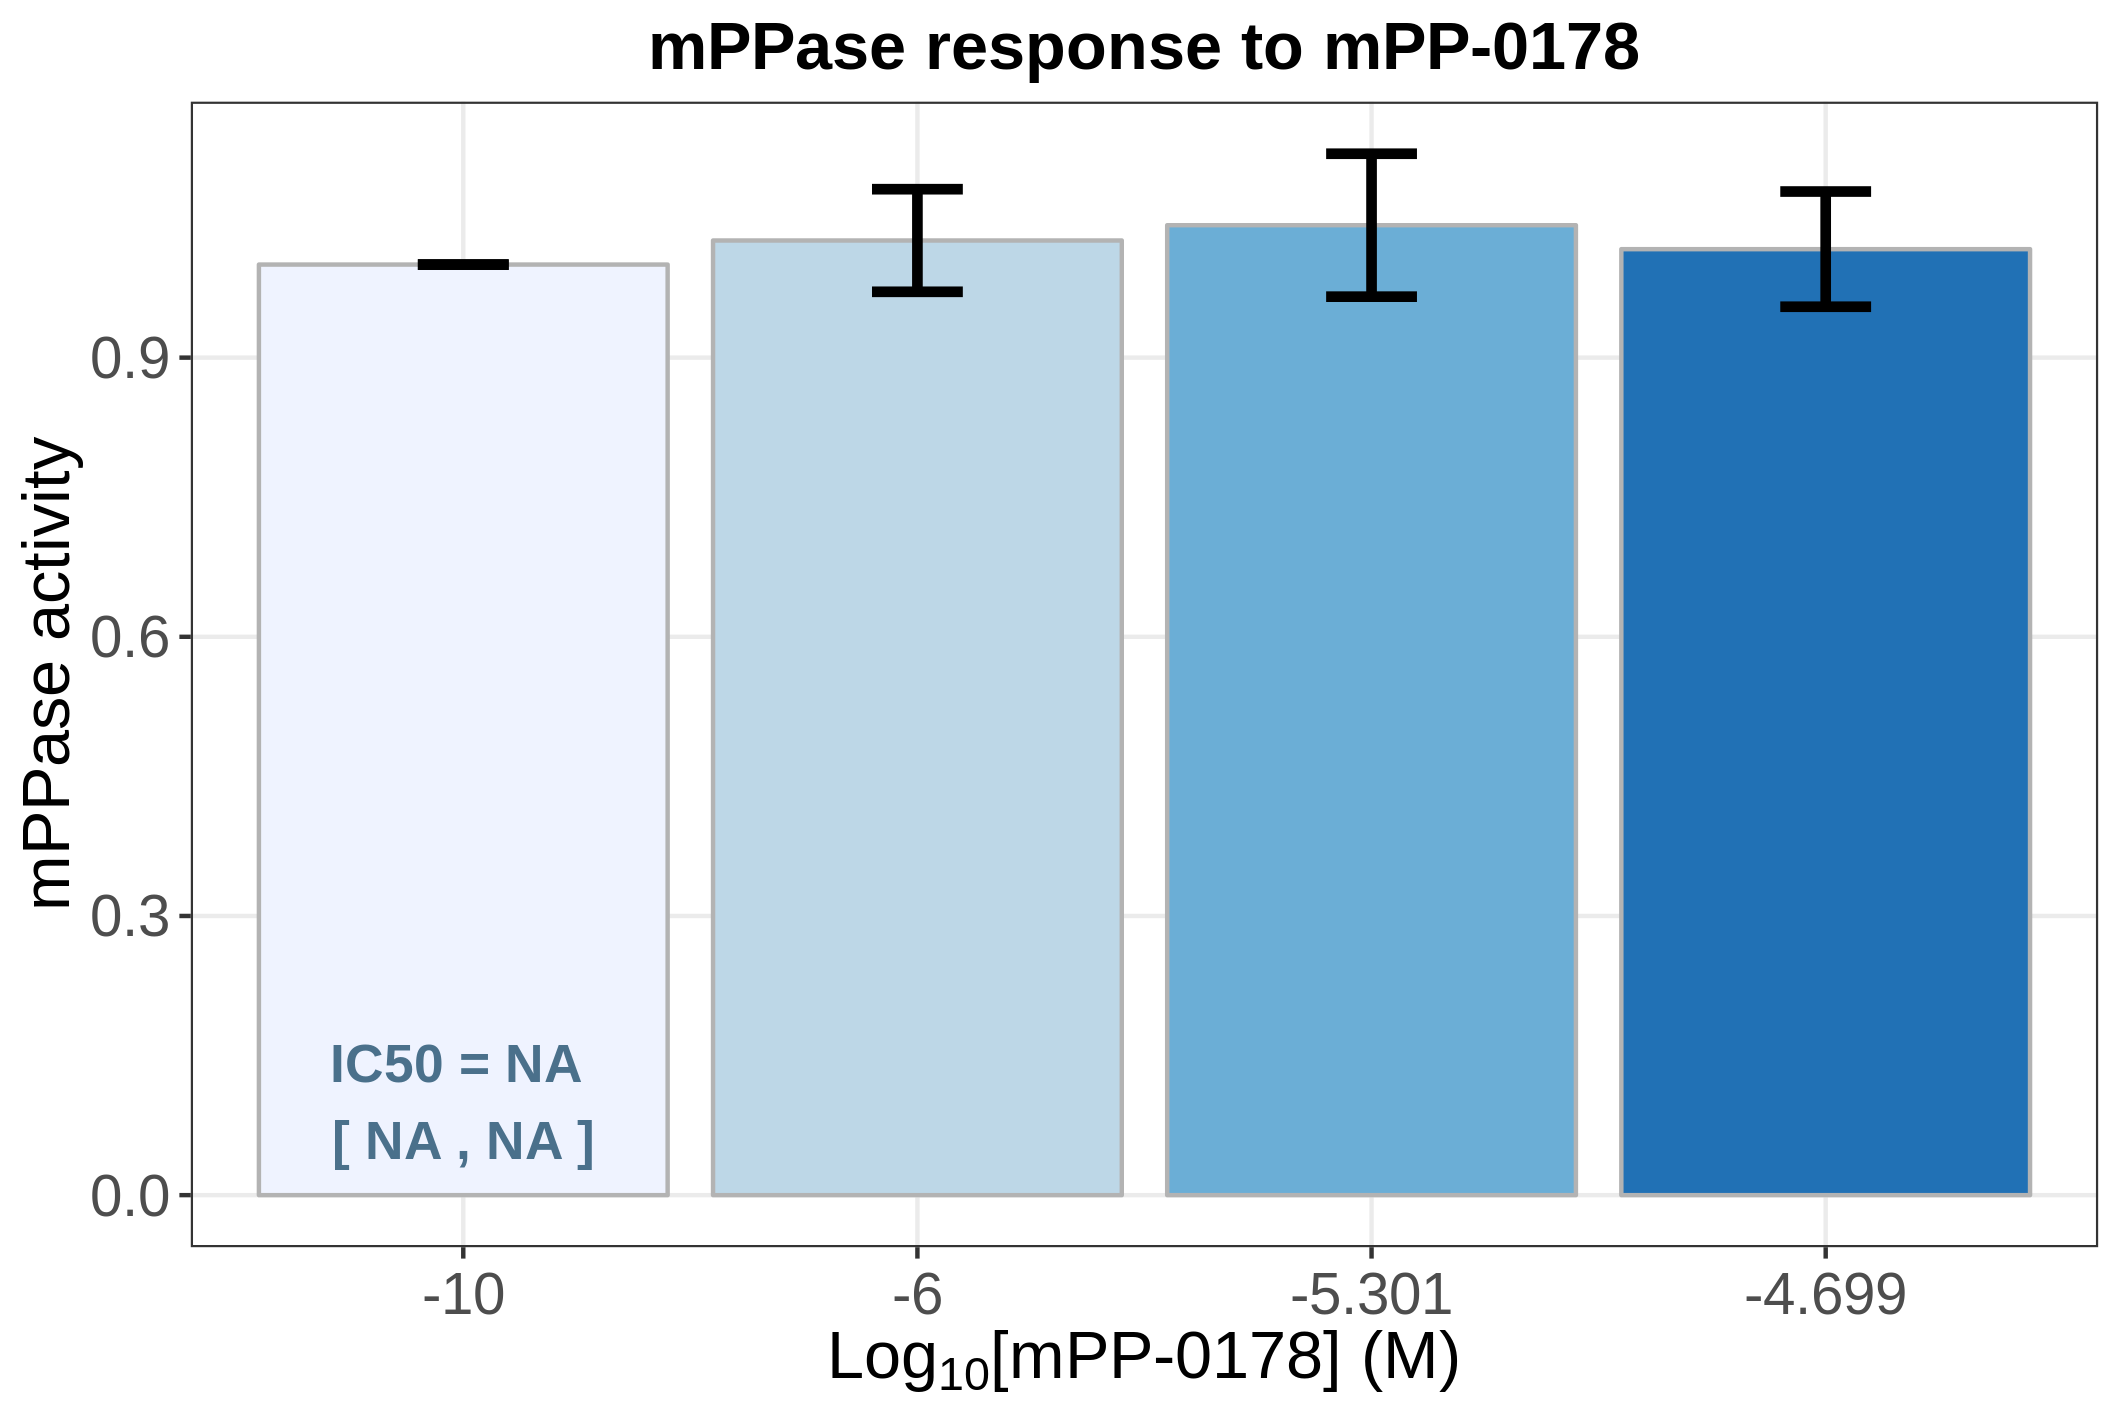 mPPase response to mPP-0178
mPPase activity
0.9
0.6
0.3
0.0
IC50 = NA
[ NA , NA ]
-10
-6
-5.301
-4.699
Log10[mPP-0178] (M)